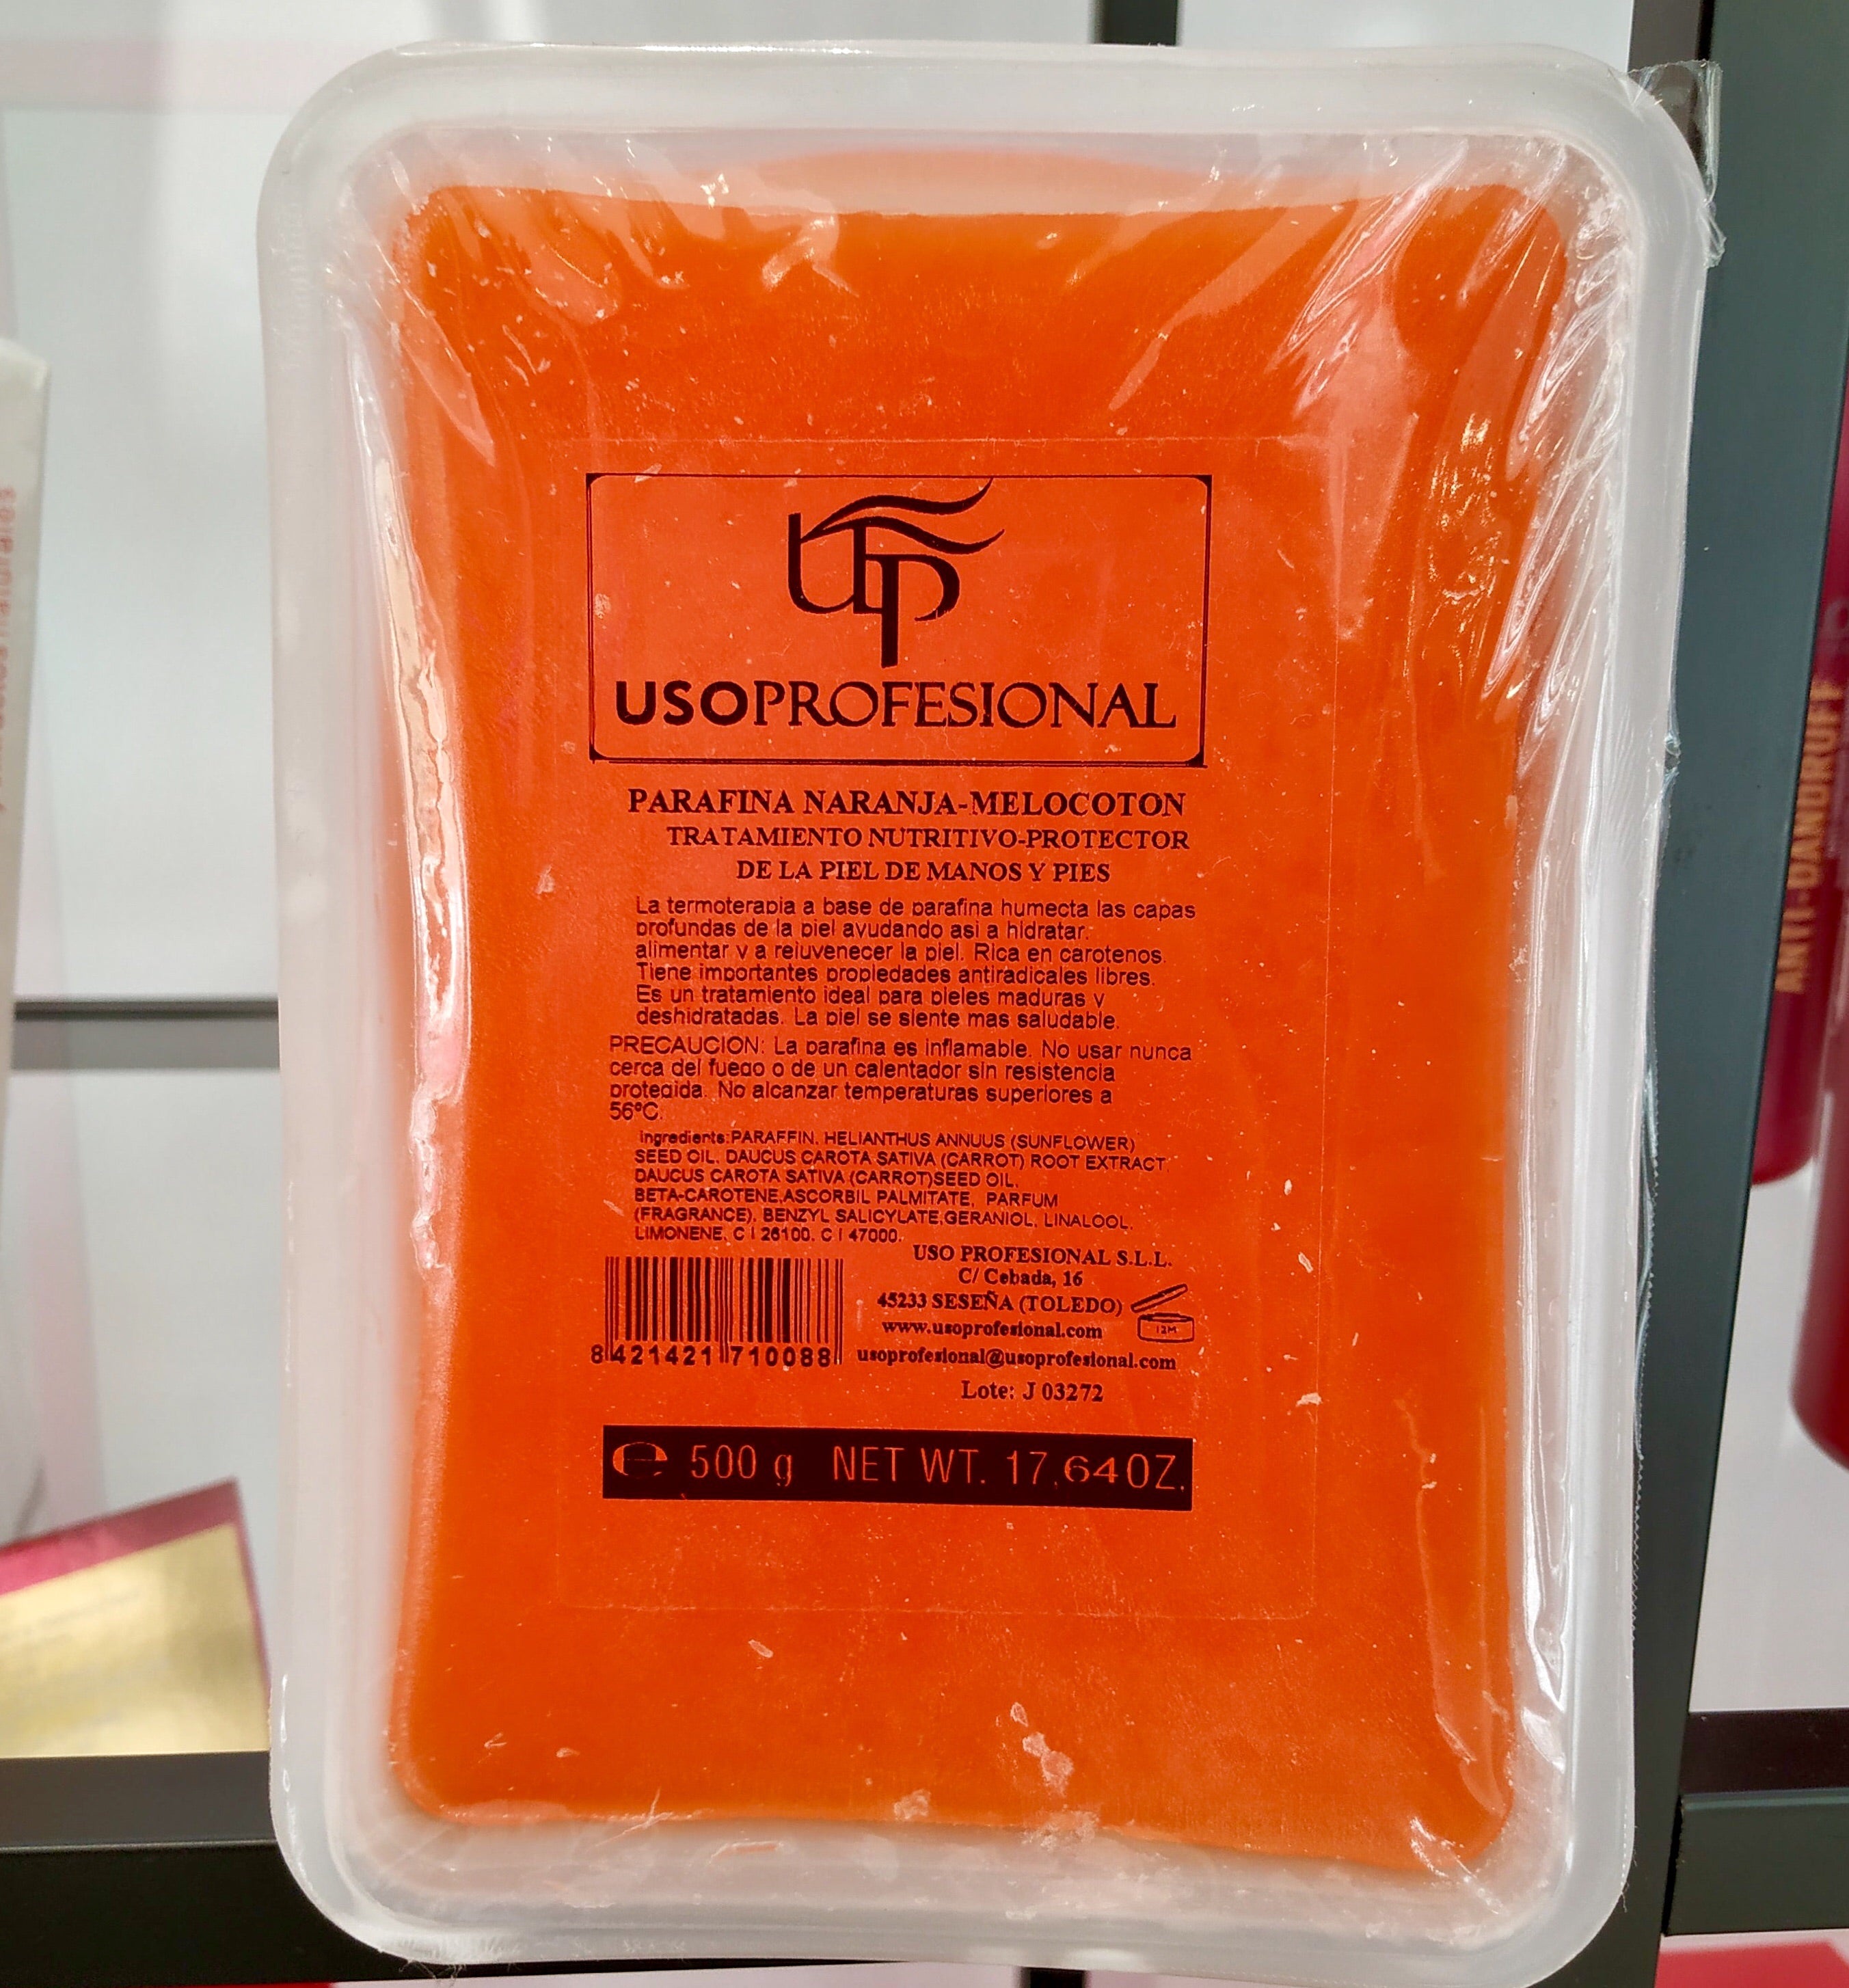 UP
USOPROFESIONAL
PARAFINA NARANJA-MELOCOTON
TRATAMIENTO NUTRITIVO-PROTECTOR
DE LA PIEL DE MANOS Y PIES
La termoterapia a base de parafina humecta las capas
profundas de la piel ayudando asi a hidratar.
alimentar y a rejuvenecer la piel. Rica en carotenos.
Tiene importantes propiedades antiradicales libres.
Es un tratamiento ideal para pieles maduras y
deshidratadas. La piel se siente mas saludable.
PRECAUCION: La parafina es inflamable. No usar nunca
cerca del fuego o de un calentador sin resistencia
protegida. No alcanzar temperaturas superiores a
56ºC.
Ingredients:PARAFFIN, HELIANTHUS ANNUUS (SUNFLOWER)
SEED OIL. DAUCUS CAROTA SATIVA (CARROT) ROOT EXTRACT
DAUCUS CAROTA SATIVA (CARROT)SEED OIL.
BETA-CAROTENE,ASCORBIL PALMITATE, PARFUM
(FRAGRANCE), BENZYL SALICYLATE,GERANIOL, LINALOOL,
LIMONENE, C I 26100, C I 47000.
USO PROFESIONAL S.L.L.
C/ Cebada, 16
45233 SESEÑA (TOLEDO)
12M
www.usoprofesional.com
usoprofesional@usoprofesional.com
8 421421 710088
Lote: J 03272
e 500 g NET WT. 17,64 OZ.
ANTI-DANDRUFF